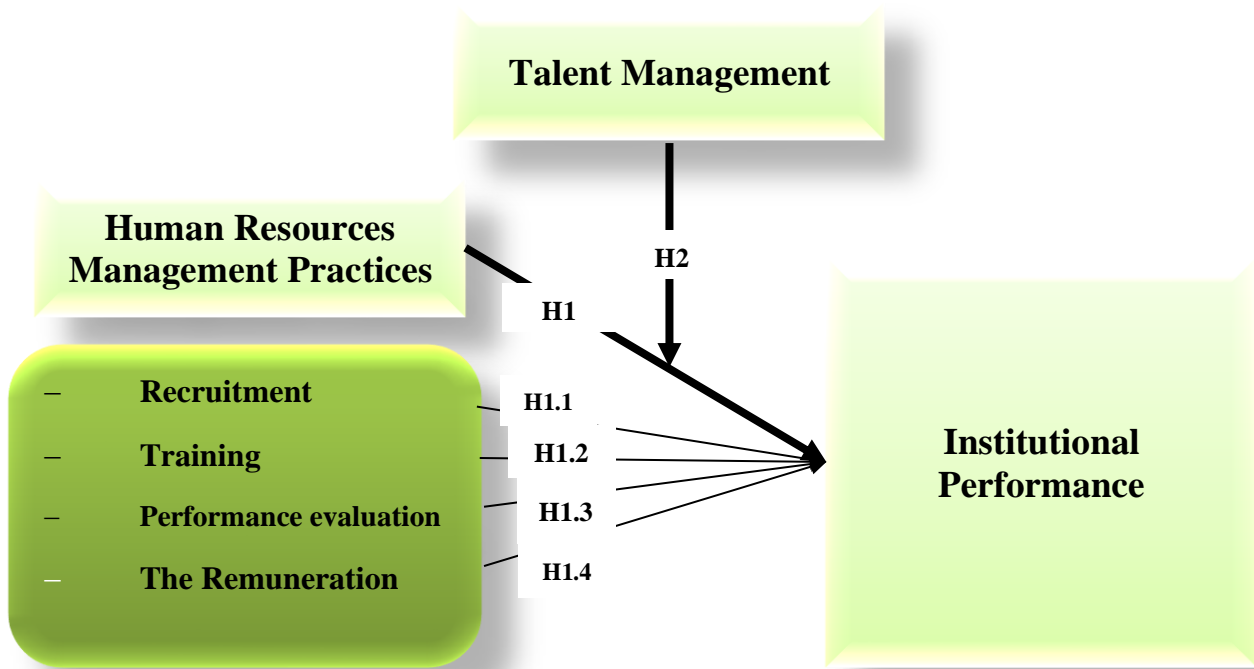 Talent Management
Human Resources
Management Practices
H2
H1
– Recruitment
– Training
– Performance evaluation
– The Remuneration
H1.1
H1.2
H1.3
H1.4
Institutional
Performance